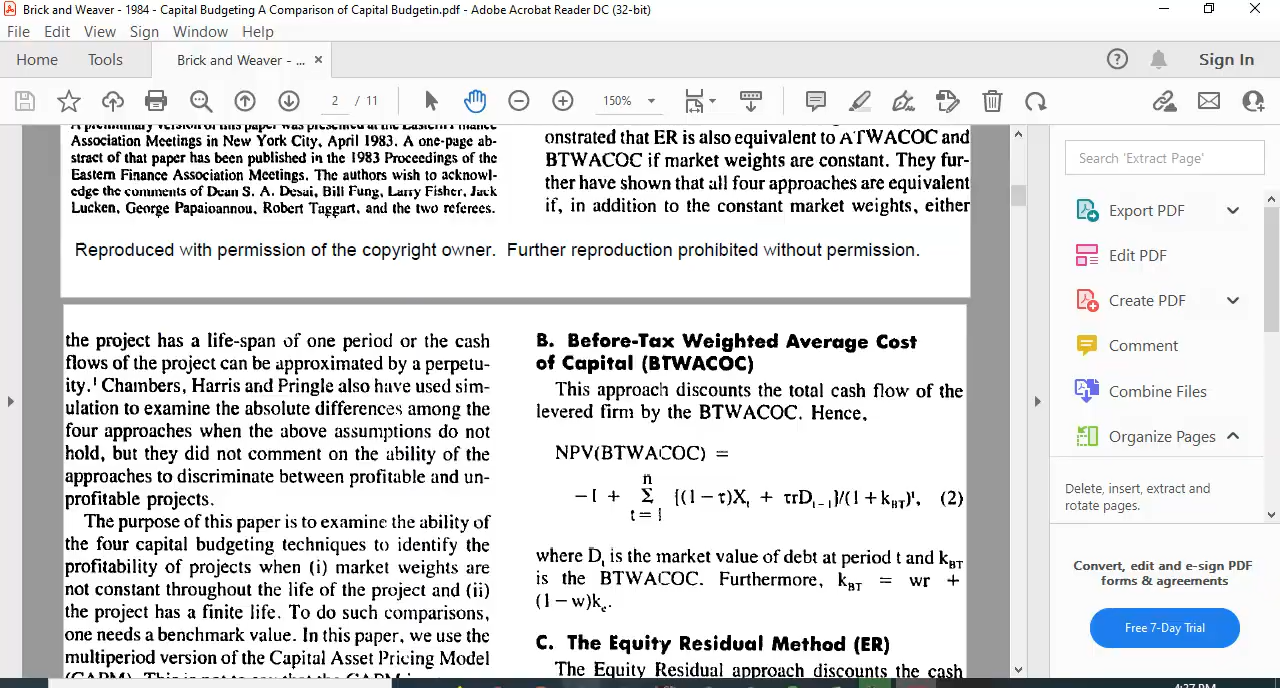 Brick and Weaver - 1984 - Capital Budgeting A Comparison of Capital Budgetin.pdf - Adobe Acrobat Reader DC (32-bit)
File Edit View Sign Window Help
Home Tools Brick and Weaver - ... × Sign In
2 / 11 150%
A preliminary version of this paper was presented at the Eastern Finance
Association Meetings in New York City, April 1983. A one-page ab-
stract of that paper has been published in the 1983 Proceedings of the
Eastern Finance Association Meetings. The authors wish to acknowl-
edge the comments of Dean S. A. Desai, Bill Fung, Larry Fisher, Jack
Lucken, George Papaioannou, Robert Taggart, and the two referees.
onstrated that ER is also equivalent to ATWACOC and
BTWACOC if market weights are constant. They fur-
ther have shown that all four approaches are equivalent
if, in addition to the constant market weights, either
Reproduced with permission of the copyright owner. Further reproduction prohibited without permission.
the project has a life-span of one period or the cash
flows of the project can be approximated by a perpetu-
ity.¹ Chambers, Harris and Pringle also have used sim-
ulation to examine the absolute differences among the
four approaches when the above assumptions do not
hold, but they did not comment on the ability of the
approaches to discriminate between profitable and un-
profitable projects.
The purpose of this paper is to examine the ability of
the four capital budgeting techniques to identify the
profitability of projects when (i) market weights are
not constant throughout the life of the project and (ii)
the project has a finite life. To do such comparisons,
one needs a benchmark value. In this paper, we use the
multiperiod version of the Capital Asset Pricing Model
B. Before-Tax Weighted Average Cost
of Capital (BTWACOC)
This approach discounts the total cash flow of the
levered firm by the BTWACOC. Hence,
NPV(BTWACOC) =
n
−I + Σ [(1−τ)Xₜ + τrDₜ₋₁]/(1+k_BT)ᵗ, (2)
t=1
where Dₜ is the market value of debt at period t and k_BT
is the BTWACOC. Furthermore, k_BT = wr +
(1−w)kₑ.
C. The Equity Residual Method (ER)
The Equity Residual approach discounts the cash
Search 'Extract Page'
Export PDF
Edit PDF
Create PDF
Comment
Combine Files
Organize Pages
Delete, insert, extract and
rotate pages.
Convert, edit and e-sign PDF
forms & agreements
Free 7-Day Trial
4:27 PM